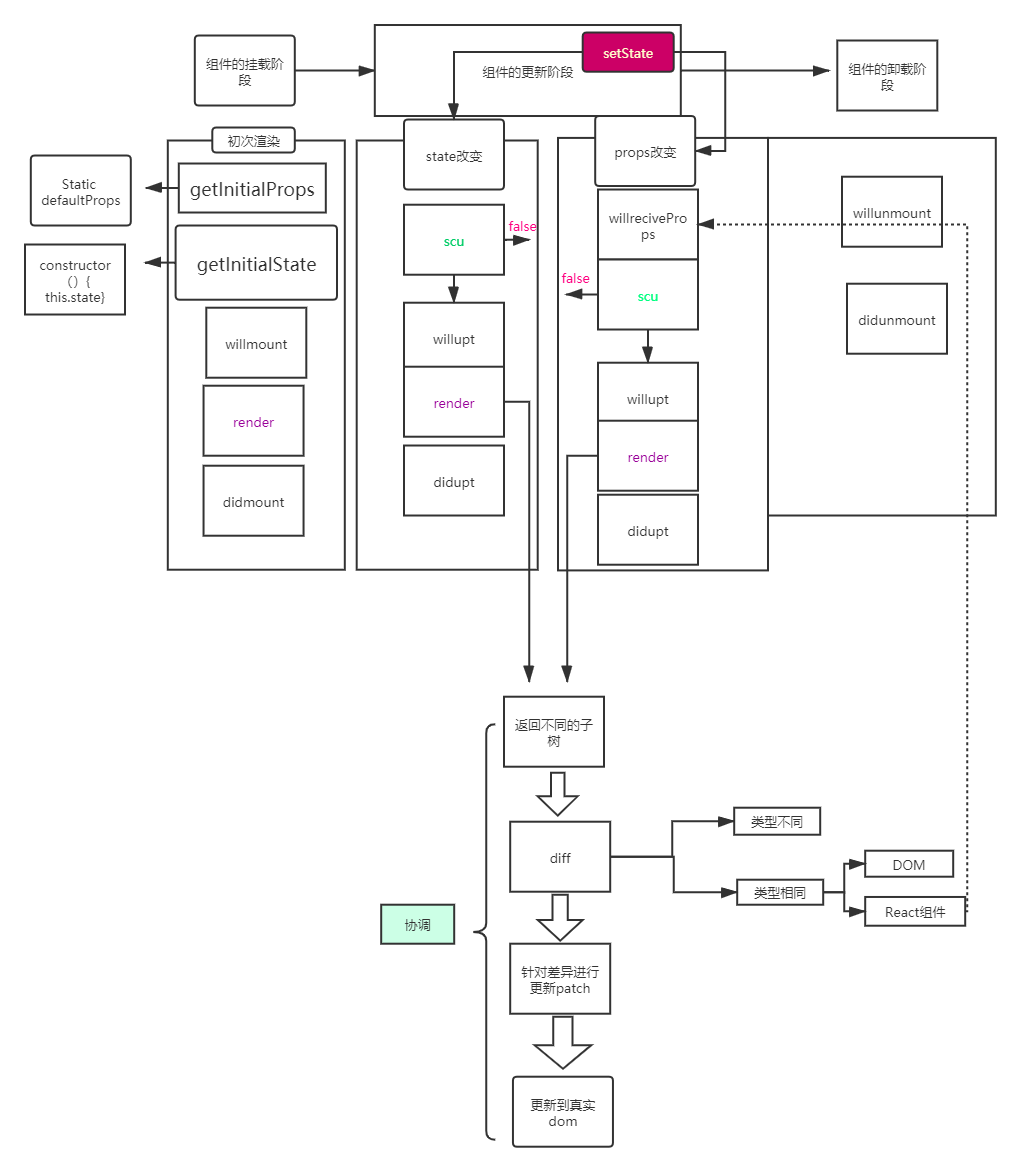 组件的挂载阶
段
组件的更新阶段
setState
组件的卸载阶
段
初次渲染
getInitialProps
Static
defaultProps
getInitialState
constructor
（）{
this.state}
willmount
render
didmount
state改变
scu
false
willupt
render
didupt
props改变
willrecivePro
ps
scu
false
willupt
render
didupt
willunmount
didunmount
返回不同的子
树
diff
类型不同
类型相同
DOM
React组件
协调
针对差异进行
更新patch
更新到真实
dom